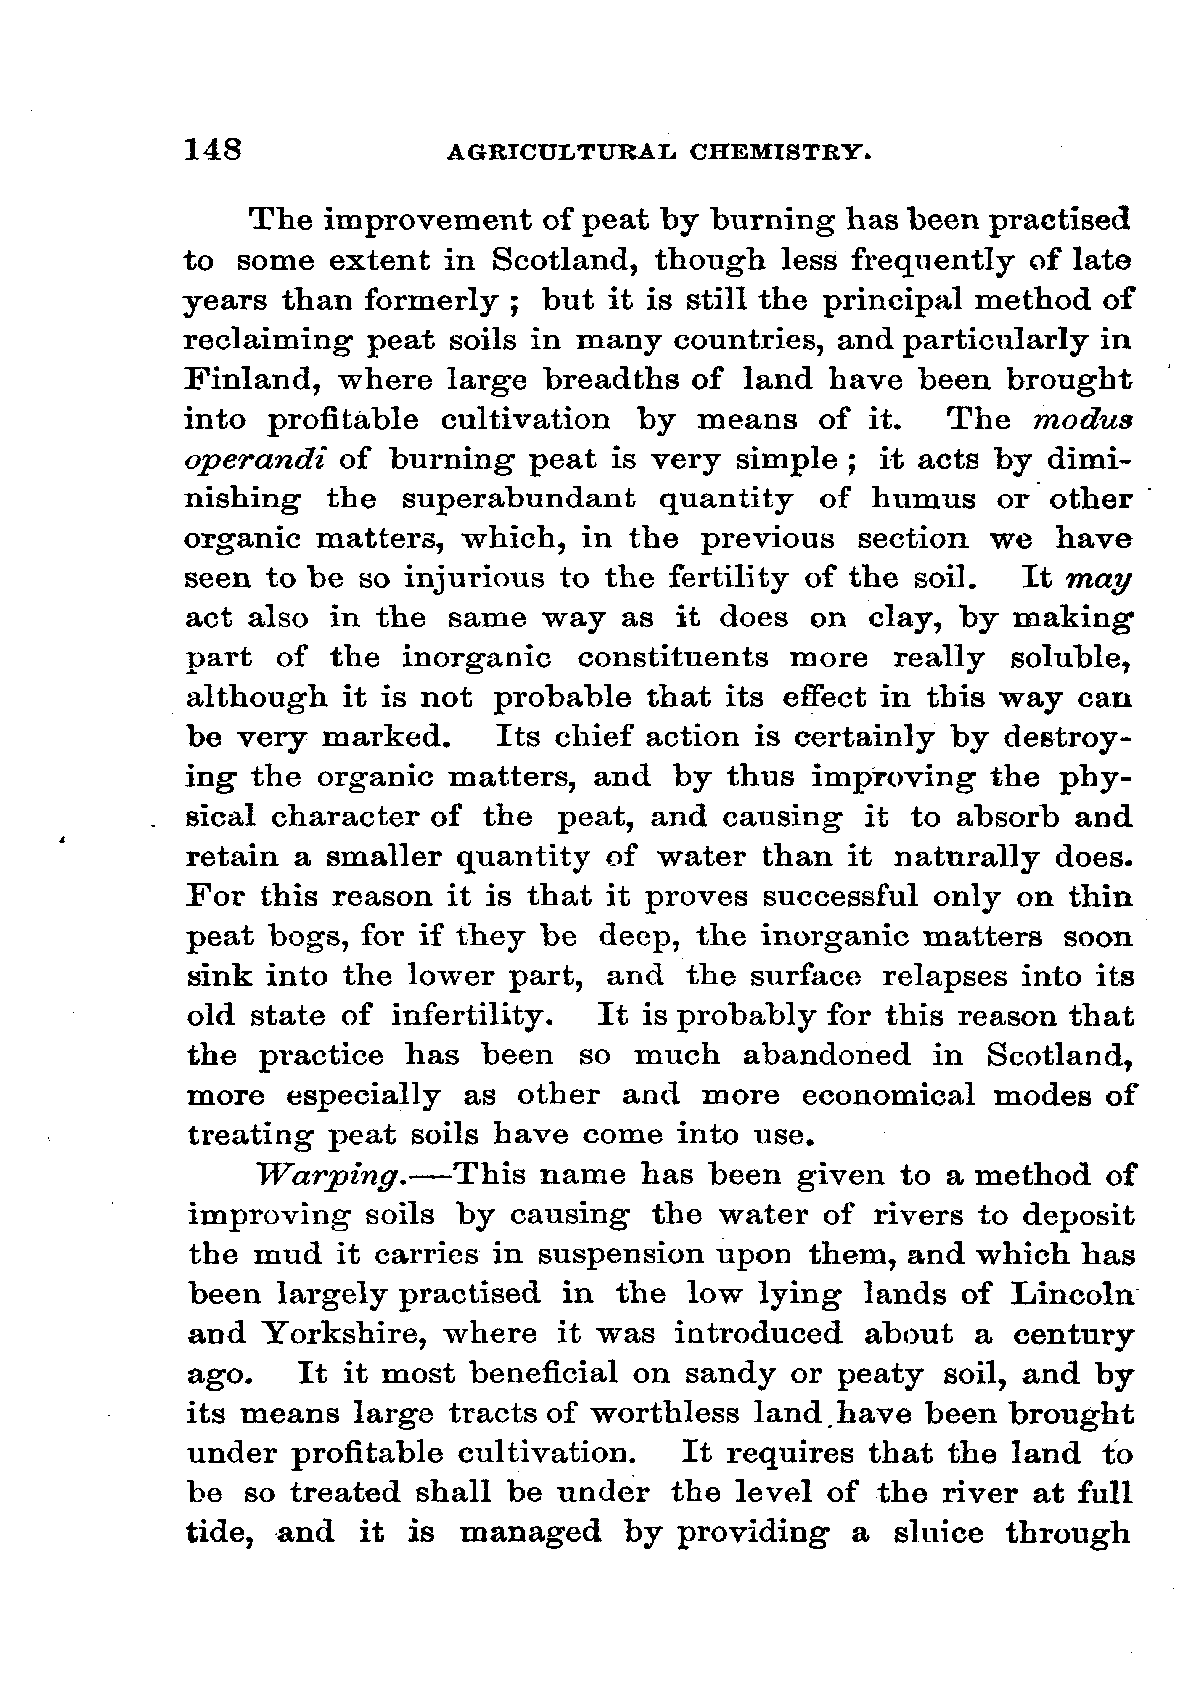 148 AGRICULTURAL CHEMISTRY.
The improvement of peat by burning has been practised
to some extent in Scotland, though less frequently of late
years than formerly ; but it is still the principal method of
reclaiming peat soils in many countries, and particularly in
Finland, where large breadths of land have been brought
into profitable cultivation by means of it. The modus
operandi of burning peat is very simple ; it acts by dimi-
nishing the superabundant quantity of humus or other
organic matters, which, in the previous section we have
seen to be so injurious to the fertility of the soil. It may
act also in the same way as it does on clay, by making
part of the inorganic constituents more really soluble,
although it is not probable that its effect in this way can
be very marked. Its chief action is certainly by destroy-
ing the organic matters, and by thus improving the phy-
sical character of the peat, and causing it to absorb and
retain a smaller quantity of water than it naturally does.
For this reason it is that it proves successful only on thin
peat bogs, for if they be deep, the inorganic matters soon
sink into the lower part, and the surface relapses into its
old state of infertility. It is probably for this reason that
the practice has been so much abandoned in Scotland,
more especially as other and more economical modes of
treating peat soils have come into use.
Warping.—This name has been given to a method of
improving soils by causing the water of rivers to deposit
the mud it carries in suspension upon them, and which has
been largely practised in the low lying lands of Lincoln
and Yorkshire, where it was introduced about a century
ago. It it most beneficial on sandy or peaty soil, and by
its means large tracts of worthless land have been brought
under profitable cultivation. It requires that the land to
be so treated shall be under the level of the river at full
tide, and it is managed by providing a sluice through